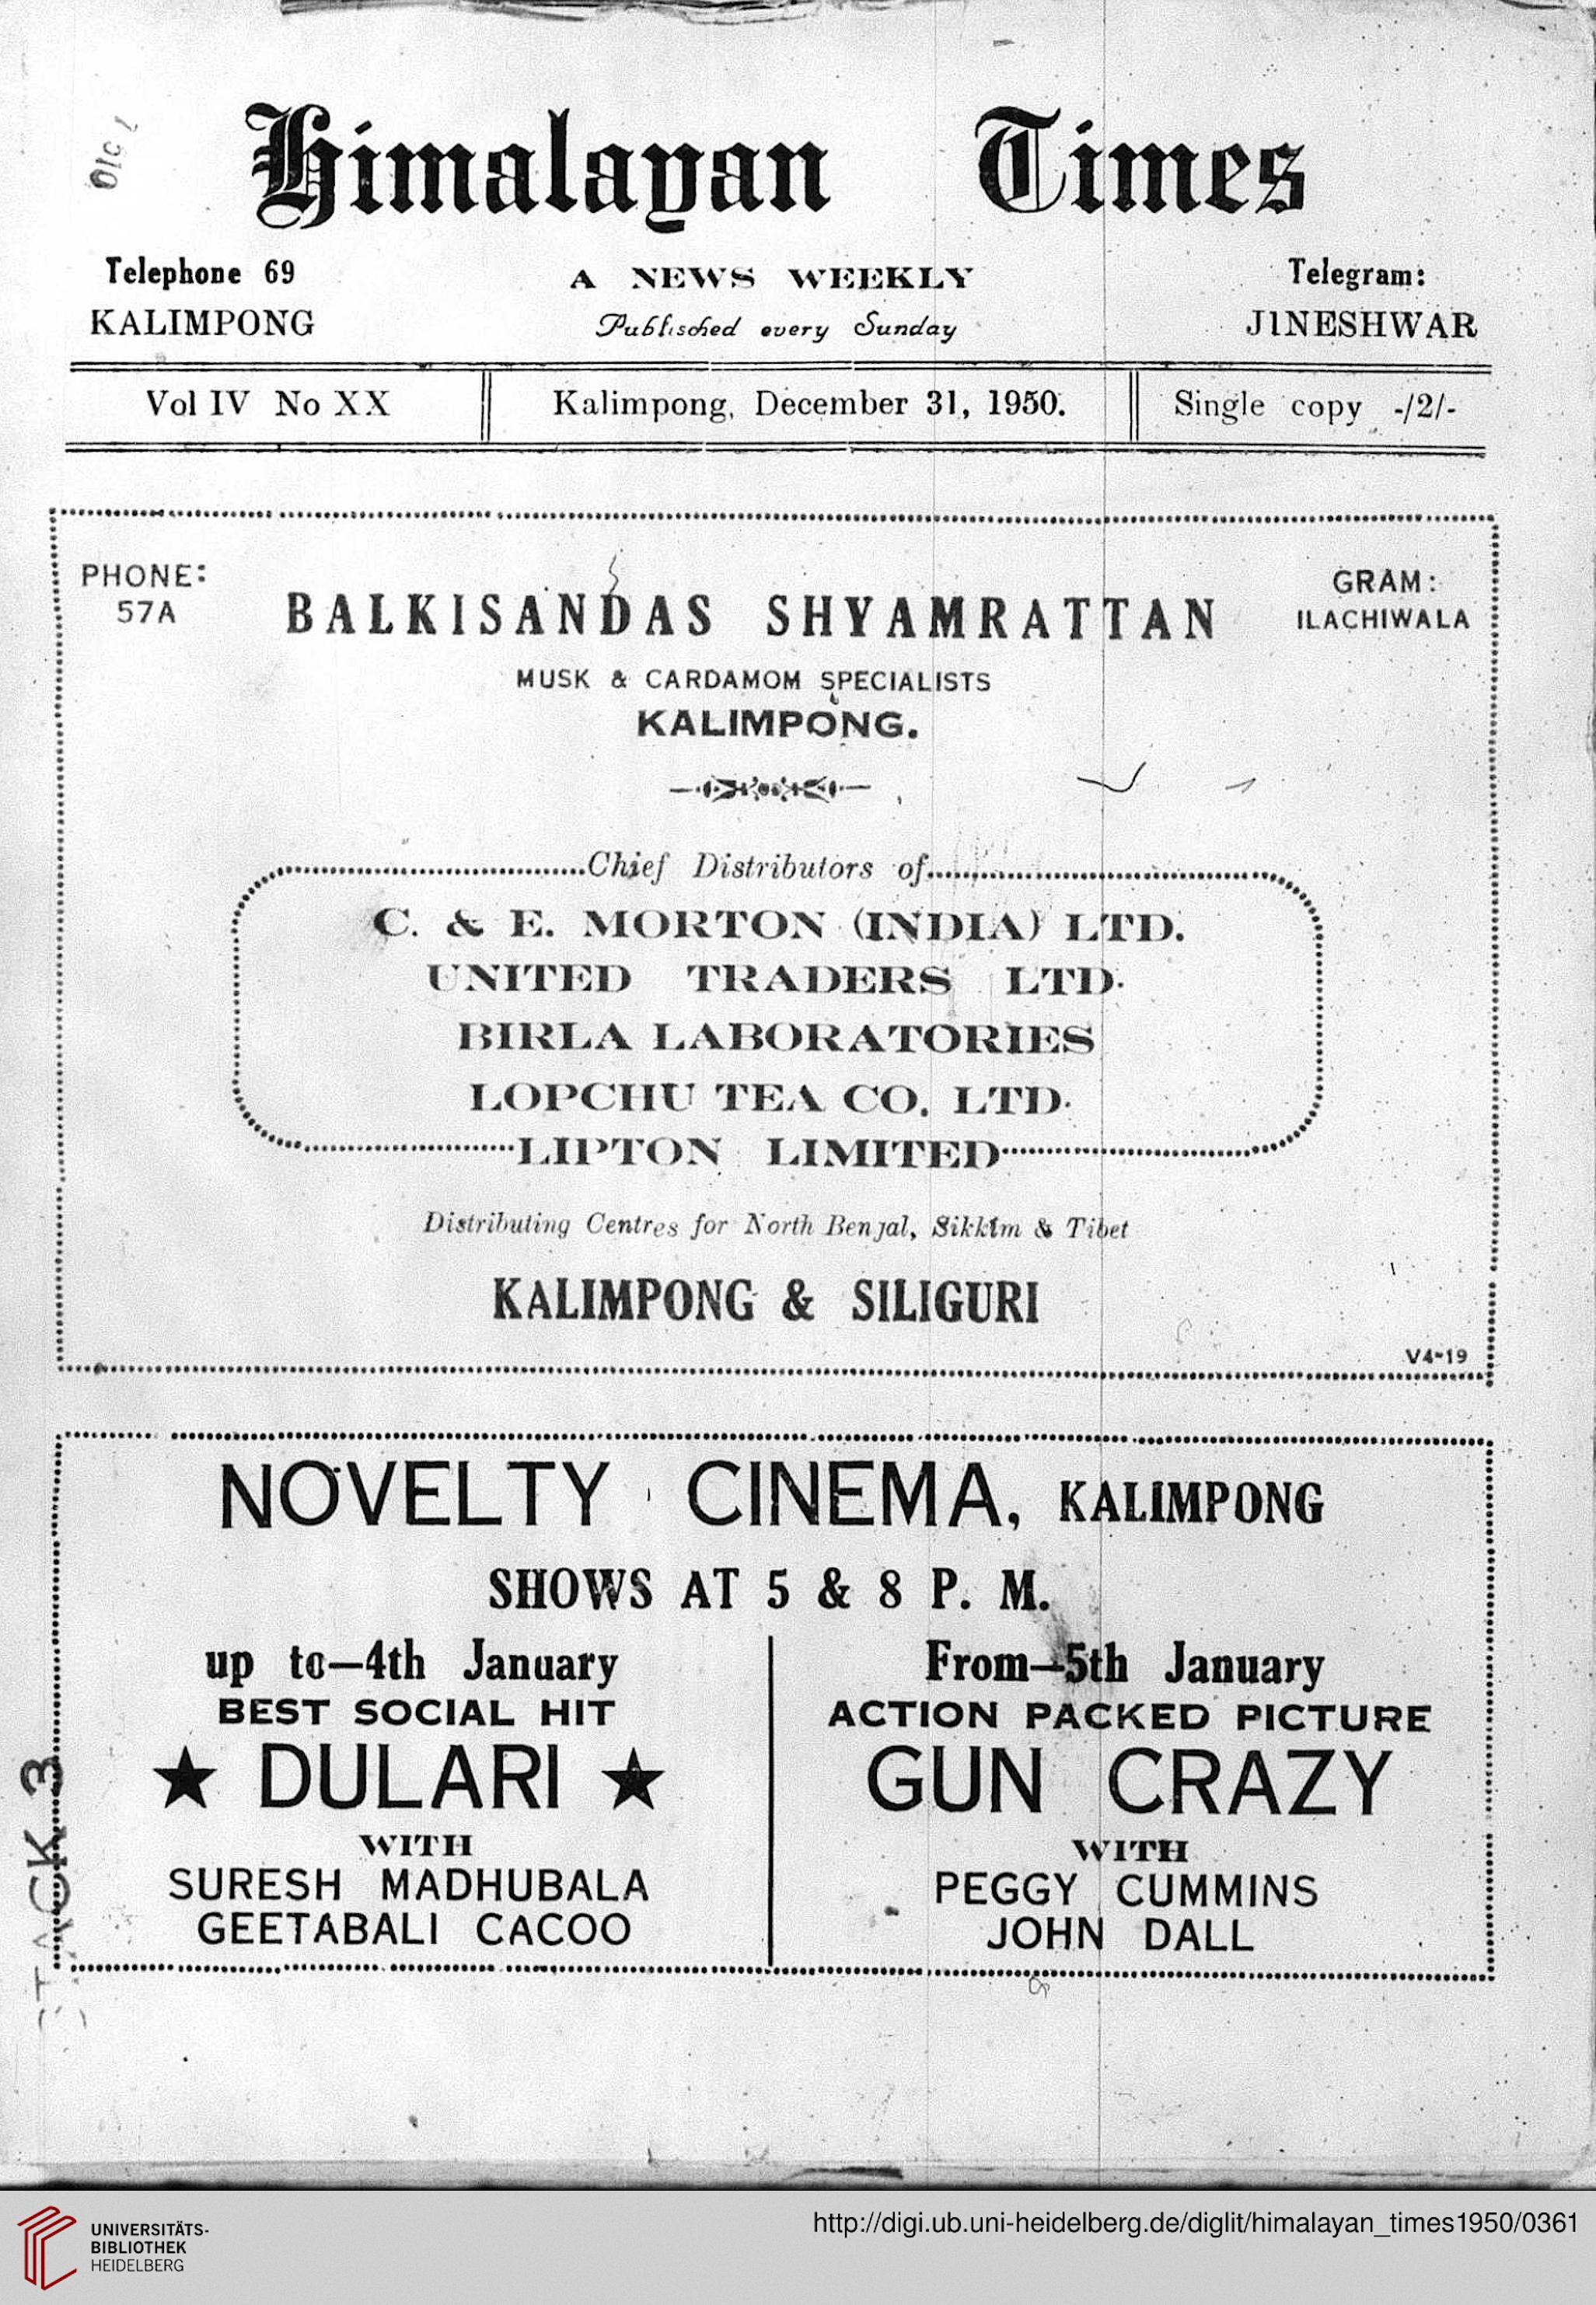 Himalayan Times
Telephone 69
KALIMPONG
A NEWS WEEKLY
Published every Sunday
Telegram:
J1NESHWAR
Vol IV No XX
Kalimpong, December 31, 1950.
Single copy -/2/-
PHONE:
57A
BALKISANDAS SHYAMRATTAN
GRAM:
ILACHIWALA
MUSK & CARDAMOM SPECIALISTS
KALIMPONG.
Chief Distributors of
C. & E. MORTON (INDIA) LTD.
UNITED TRADERS LTD.
BIRLA LABORATORIES
LOPCHU TEA CO. LTD.
LIPTON LIMITED
Distributing Centres for North Benjal, Sikkim & Tibet
KALIMPONG & SILIGURI
V4-19
NOVELTY CINEMA, KALIMPONG
SHOWS AT 5 & 8 P. M.
up to—4th January
BEST SOCIAL HIT
★ DULARI ★
WITH
SURESH MADHUBALA
GEETABALI CACOO
From—5th January
ACTION PACKED PICTURE
GUN CRAZY
WITH
PEGGY CUMMINS
JOHN DALL
STACK 3
UNIVERSITÄTS-
BIBLIOTHEK
HEIDELBERG
http://digi.ub.uni-heidelberg.de/diglit/himalayan_times1950/0361